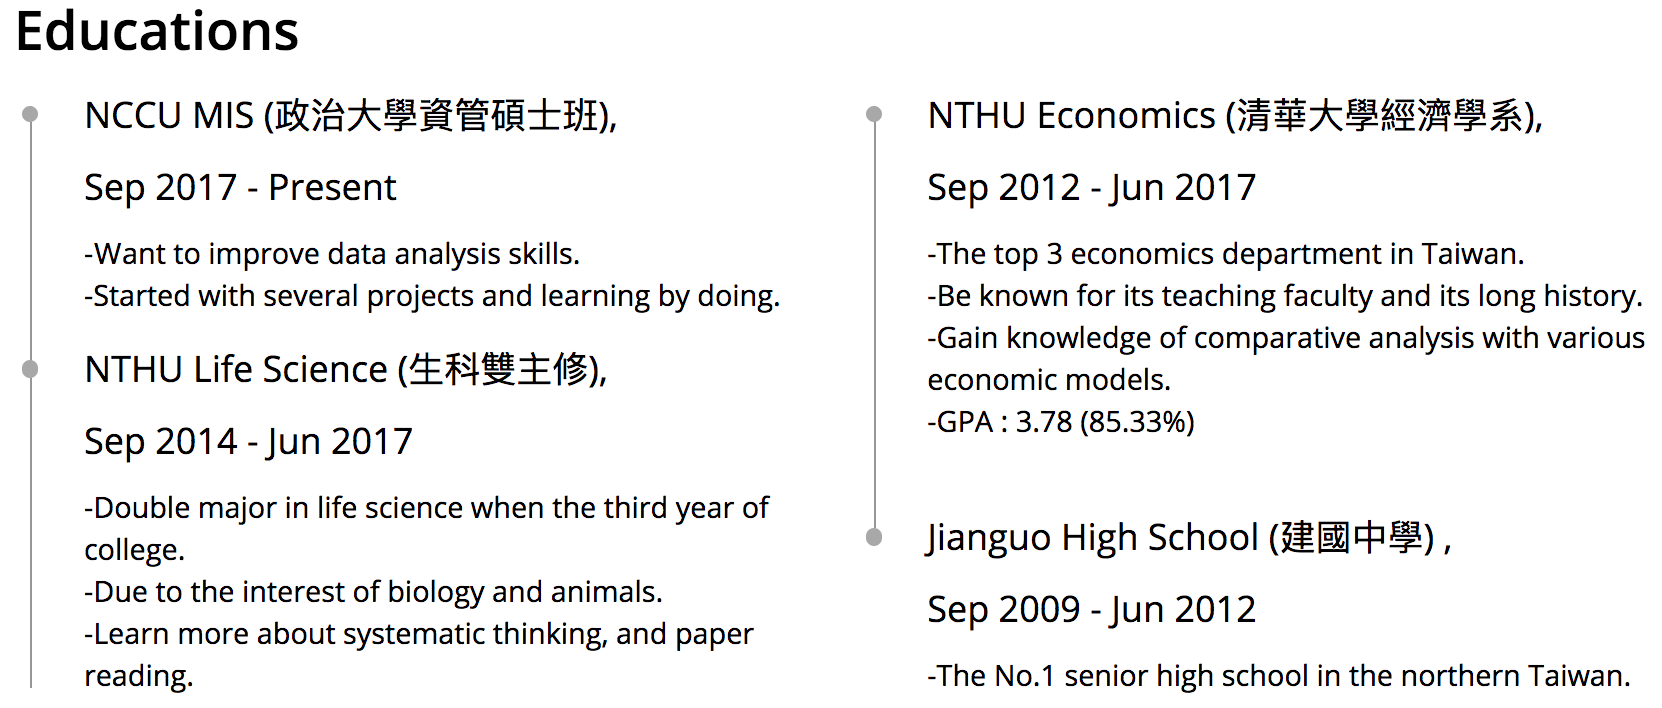 Educations
NCCU MIS (政治大學資管碩士班),
Sep 2017 - Present
-Want to improve data analysis skills.
-Started with several projects and learning by doing.
NTHU Life Science (生科雙主修),
Sep 2014 - Jun 2017
-Double major in life science when the third year of
college.
-Due to the interest of biology and animals.
-Learn more about systematic thinking, and paper
reading.
NTHU Economics (清華大學經濟學系),
Sep 2012 - Jun 2017
-The top 3 economics department in Taiwan.
-Be known for its teaching faculty and its long history.
-Gain knowledge of comparative analysis with various
economic models.
-GPA : 3.78 (85.33%)
Jianguo High School (建國中學) ,
Sep 2009 - Jun 2012
-The No.1 senior high school in the northern Taiwan.